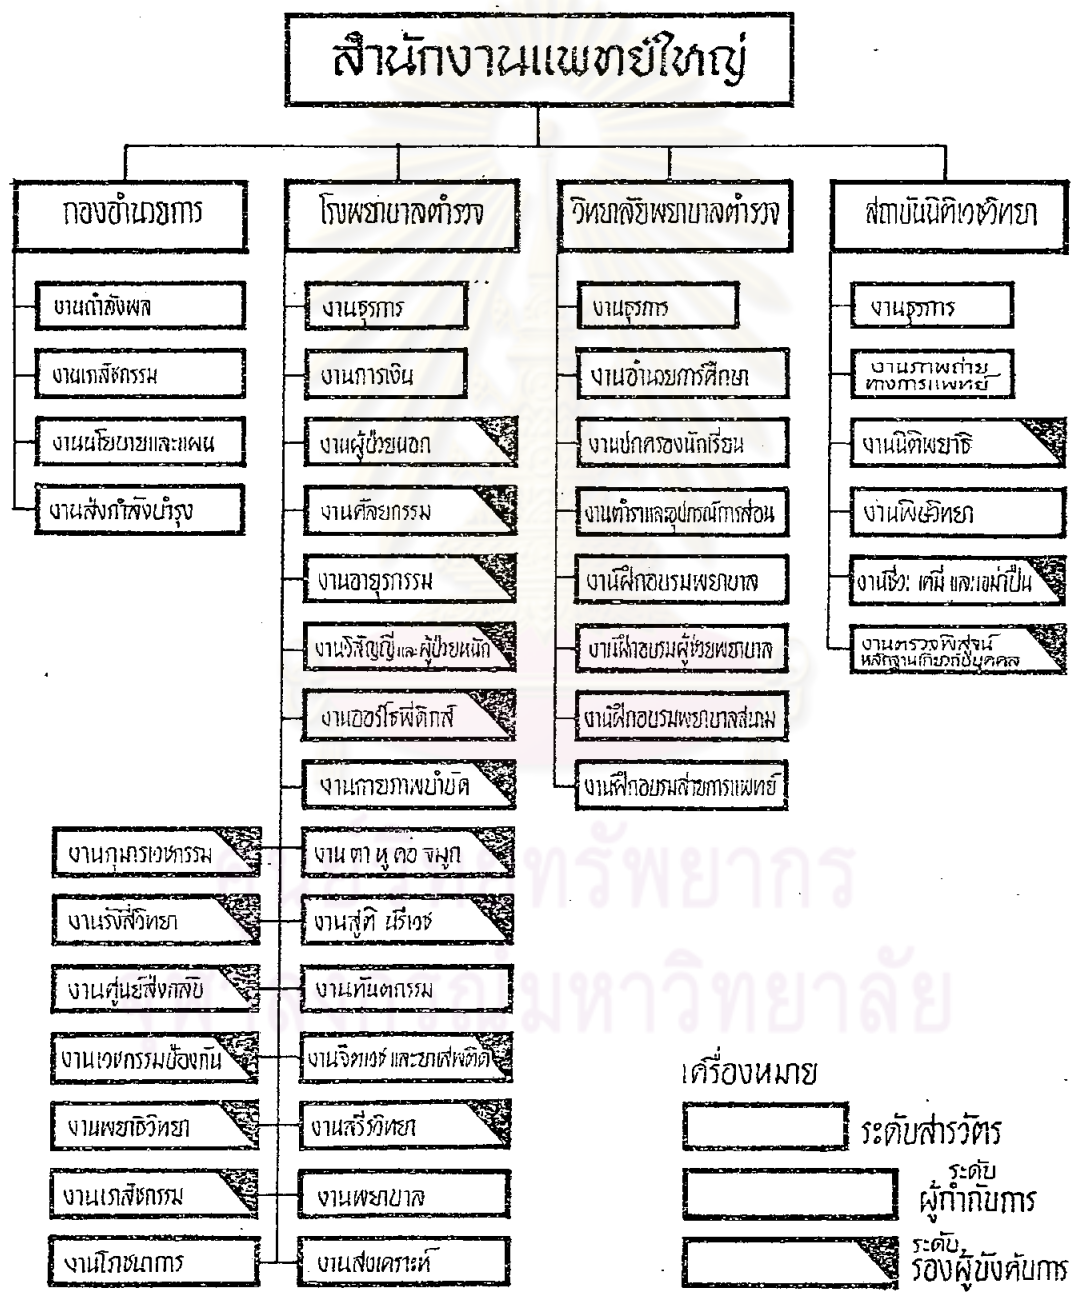 สำนักงานแพทย์ใหญ่
กองอำนวยการ
งานกำลังพล
งานเภสัชกรรม
งานนโยบายและแผน
งานส่งกำลังบำรุง
โรงพยาบาลตำรวจ
งานธุรการ
งานการเงิน
งานผู้ป่วยนอก
งานศัลยกรรม
งานอายุรกรรม
งานวิสัญญีและผู้ป่วยหนัก
งานออร์โธพีดิกส์
งานกายภาพบำบัด
งานกุมารเวชกรรม
งาน ตา หู คอ จมูก
งานรังสีวิทยา
งานสูติ นรีเวช
งานศูนย์ส่งกลับ
งานทันตกรรม
งานเวชกรรมป้องกัน
งานจิตเวช และยาเสพติด
งานพยาธิวิทยา
งานสรีรวิทยา
งานเภสัชกรรม
งานพยาบาล
งานโภชนาการ
งานสงเคราะห์
วิทยาลัยพยาบาลตำรวจ
งานธุรการ
งานอำนวยการศึกษา
งานปกครองนักเรียน
งานตำราและอุปกรณ์การสอน
งานฝึกอบรมพยาบาล
งานฝึกอบรมผู้ช่วยพยาบาล
งานฝึกอบรมพยาบาลสนาม
งานฝึกอบรมสายการแพทย์
สถาบันนิติเวชวิทยา
งานธุรการ
งานภาพถ่าย
ทางการแพทย์
งานนิติพยาธิ
งานพิษวิทยา
งานชีวะ เคมี และเขม่าปืน
งานตรวจพิสูจน์
หลักฐานเกี่ยวกับบุคคล
เครื่องหมาย
ระดับสารวัตร
ระดับ
ผู้กำกับการ
ระดับ
รองผู้บังคับการ
ศูนย์วิทยทรัพยากร
จุฬาลงกรณ์มหาวิทยาลัย